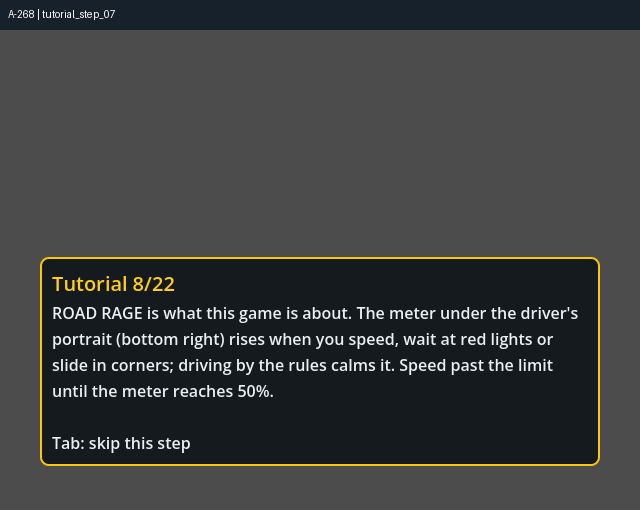 A-268 | tutorial_step_07
Tutorial 8/22
ROAD RAGE is what this game is about. The meter under the driver's
portrait (bottom right) rises when you speed, wait at red lights or
slide in corners; driving by the rules calms it. Speed past the limit
until the meter reaches 50%.
Tab: skip this step